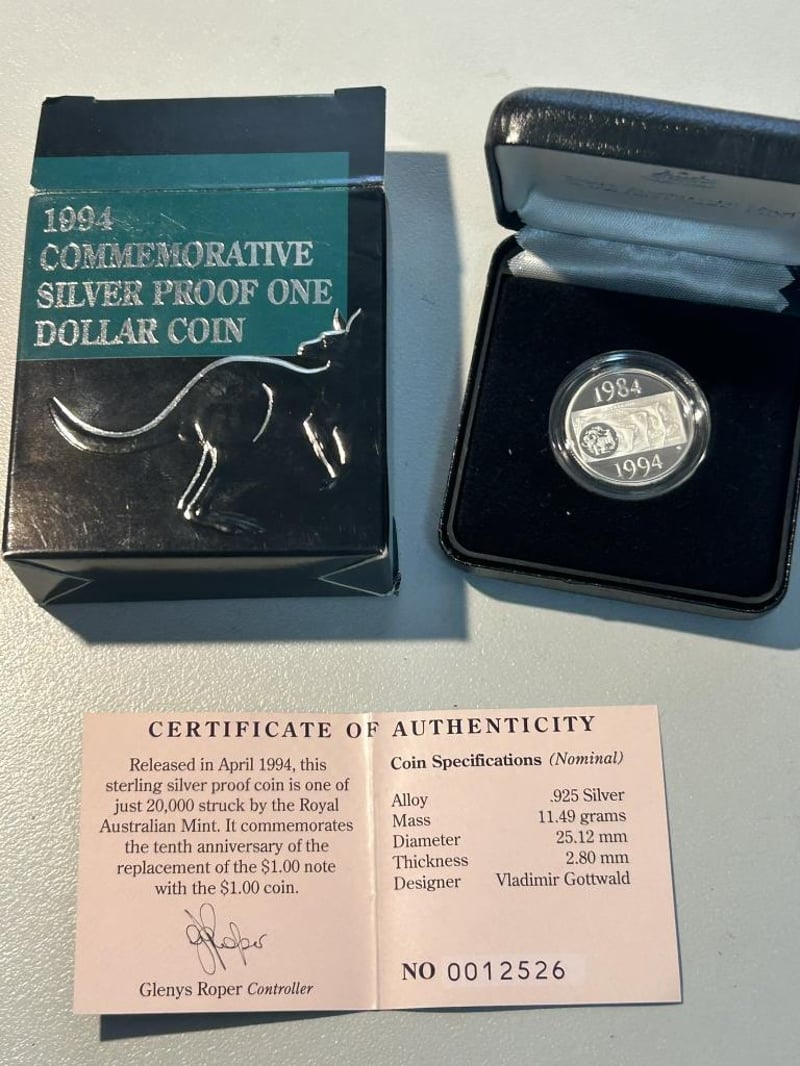 1994
COMMEMORATIVE
SILVER PROOF ONE
DOLLAR COIN
1984
1994
CERTIFICATE OF AUTHENTICITY
Released in April 1994, this
sterling silver proof coin is one of
just 20,000 struck by the Royal
Australian Mint. It commemorates
the tenth anniversary of the
replacement of the $1.00 note
with the $1.00 coin.
Glenys Roper Controller
Coin Specifications (Nominal)
Alloy .925 Silver
Mass 11.49 grams
Diameter 25.12 mm
Thickness 2.80 mm
Designer Vladimir Gottwald
NO 0012526